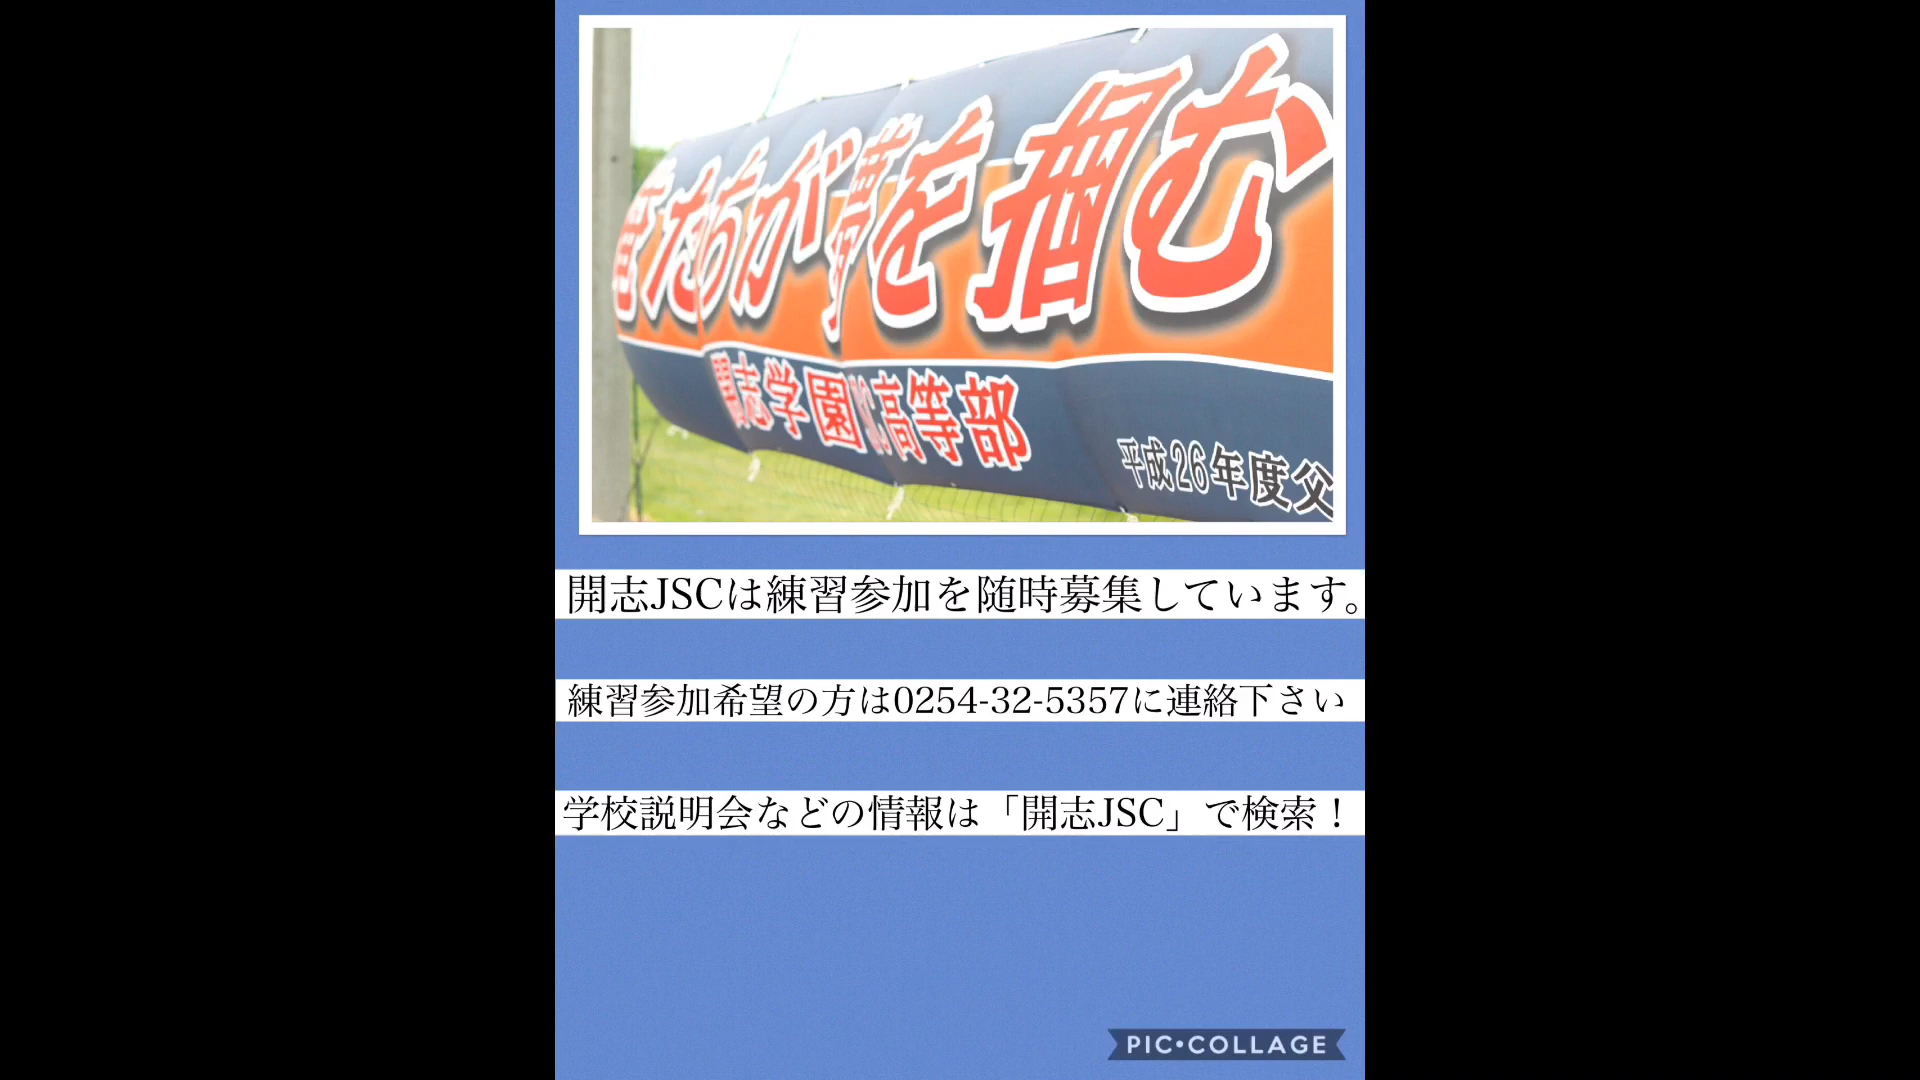 たちが夢を掴む
開志学園JSC高等部
平成26年度父
開志JSCは練習参加を随時募集しています。
練習参加希望の方は0254-32-5357に連絡下さい
学校説明会などの情報は「開志JSC」で検索！
PIC•COLLAGE